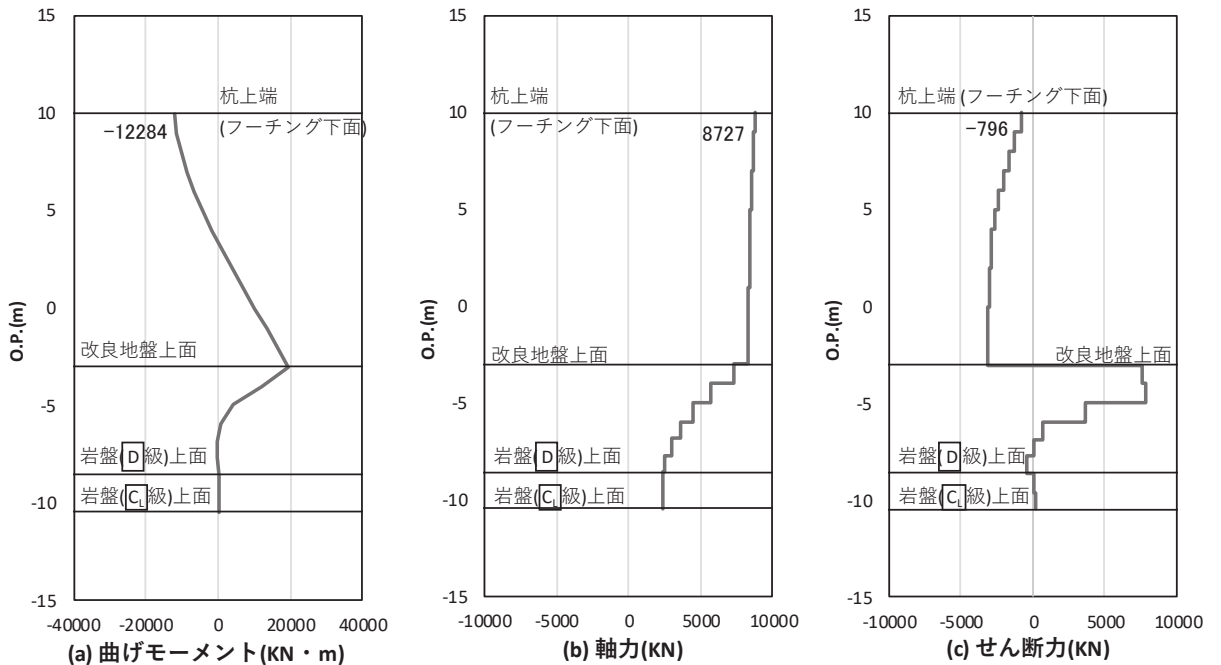 15
10
5
0
-5
-10
-15
O.P.(m)
杭上端
(フーチング下面)
-12284
改良地盤上面
岩盤(D級)上面
岩盤(CL級)上面
-40000 -20000 0 20000 40000
(a) 曲げモーメント(KN・m)
15
10
5
0
-5
-10
-15
O.P.(m)
杭上端
(フーチング下面)
8727
改良地盤上面
岩盤(D級)上面
岩盤(CL級)上面
-10000 -5000 0 5000 10000
(b) 軸力(KN)
15
10
5
0
-5
-10
-15
O.P.(m)
杭上端 (フーチング下面)
-796
改良地盤上面
岩盤(D級)上面
岩盤(CL級)上面
-10000 -5000 0 5000 10000
(c) せん断力(KN)